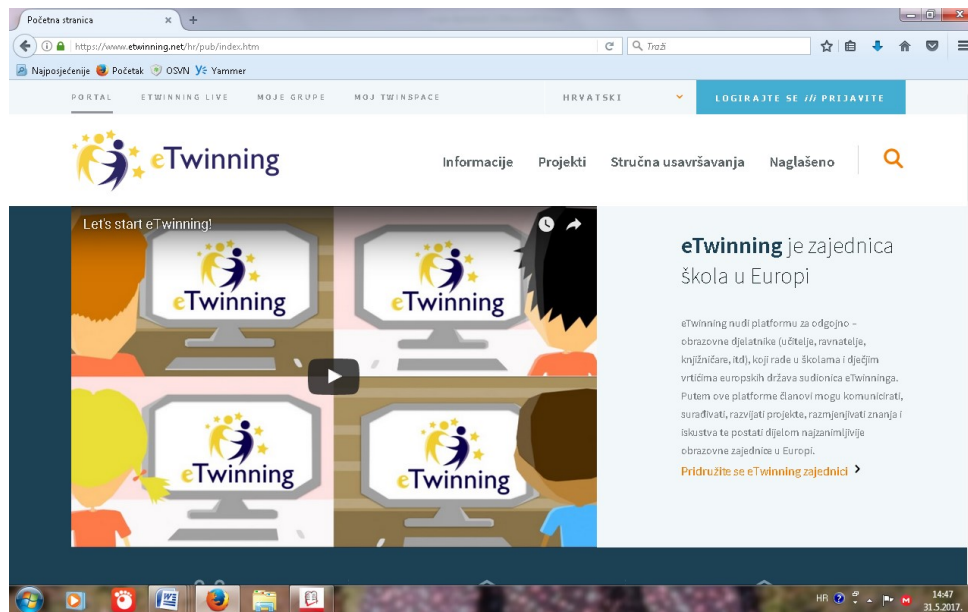 Početna stranica
https://www.etwinning.net/hr/pub/index.htm
Traži
Najposjećenije Početak OSVN Yammer
PORTAL ETWINNING LIVE MOJE GRUPE MOJ TWINSPACE HRVATSKI LOGIRAJTE SE ili PRIJAVITE
eTwinning Informacije Projekti Stručna usavršavanja Naglašeno
Let's start eTwinning!
eTwinning
eTwinning
eTwinning
eTwinning
eTwinning je zajednica
škola u Europi
eTwinning nudi platformu za odgojno –
obrazovne djelatnike (učitelje, ravnatelje,
knjižničare, itd), koji rade u školama i dječjim
vrtićima europskih država sudionica eTwinninga.
Putem ove platforme članovi mogu komunicirati,
surađivati, razvijati projekte, razmjenjivati znanja i
iskustva te postati dijelom najzanimljivije
obrazovne zajednice u Europi.
Pridružite se eTwinning zajednici
HR
14:47
31.5.2017.